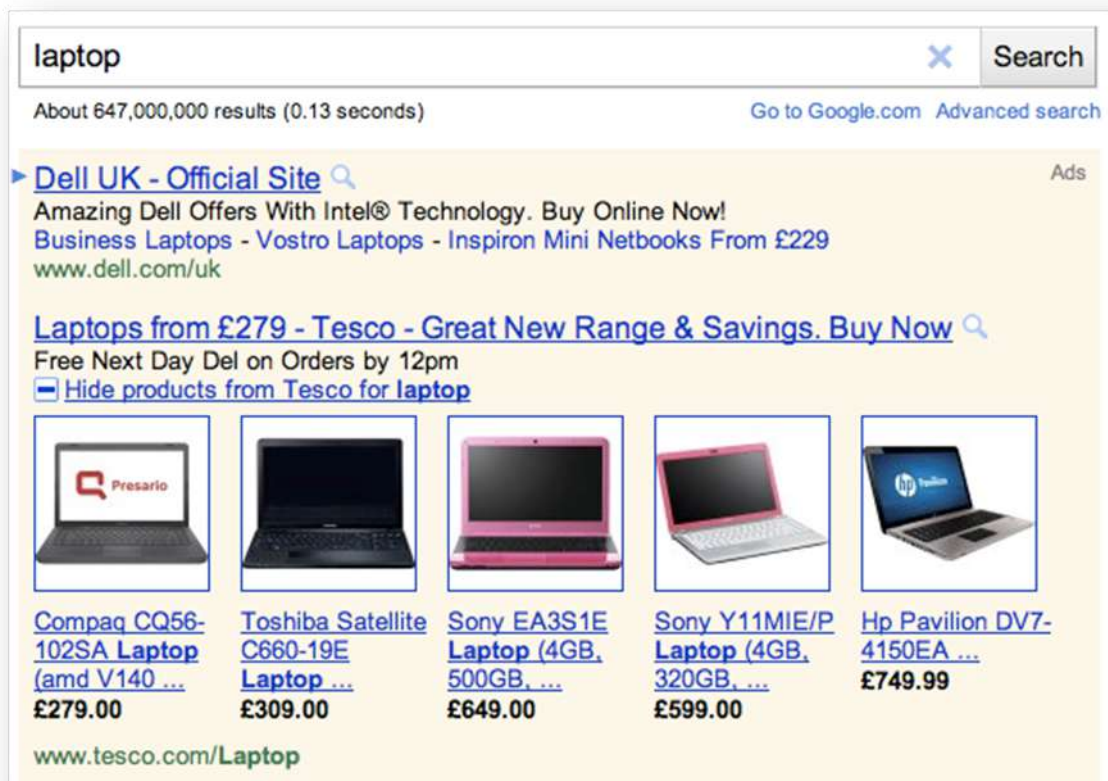 laptop
Search
About 647,000,000 results (0.13 seconds)
Go to Google.com Advanced search
Dell UK - Official Site
Ads
Amazing Dell Offers With Intel® Technology. Buy Online Now!
Business Laptops - Vostro Laptops - Inspiron Mini Netbooks From £229
www.dell.com/uk
Laptops from £279 - Tesco - Great New Range & Savings. Buy Now
Free Next Day Del on Orders by 12pm
Hide products from Tesco for laptop
Presario
hp Pavilion
Compaq CQ56-
102SA Laptop
(amd V140 ...
£279.00
Toshiba Satellite
C660-19E
Laptop ...
£309.00
Sony EA3S1E
Laptop (4GB,
500GB, ...
£649.00
Sony Y11MIE/P
Laptop (4GB,
320GB, ...
£599.00
Hp Pavilion DV7-
4150EA ...
£749.99
www.tesco.com/Laptop